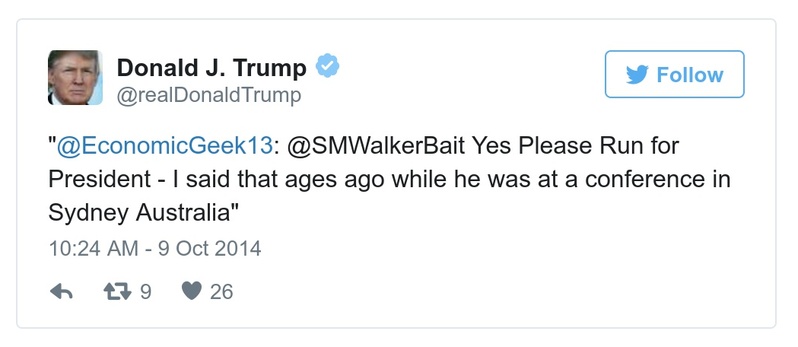 Donald J. Trump
Follow
@realDonaldTrump
"@EconomicGeek13: @SMWalkerBait Yes Please Run for
President - I said that ages ago while he was at a conference in
Sydney Australia"
10:24 AM - 9 Oct 2014
9 26